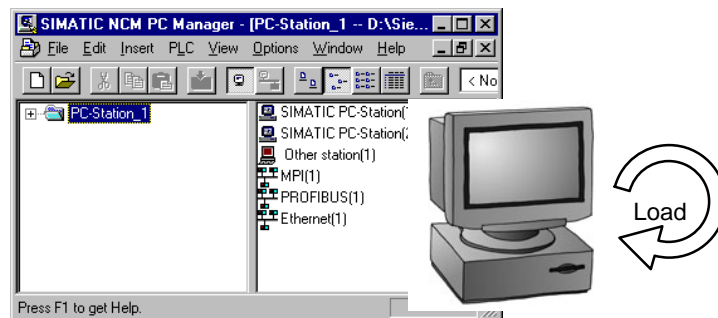 SIMATIC NCM PC Manager - [PC-Station_1 -- D:\Sie...
File Edit Insert PLC View Options Window Help
< No
PC-Station_1
SIMATIC PC-Station(
SIMATIC PC-Station(2
Other station(1)
MPI(1)
PROFIBUS(1)
Ethernet(1)
Load
Press F1 to get Help.